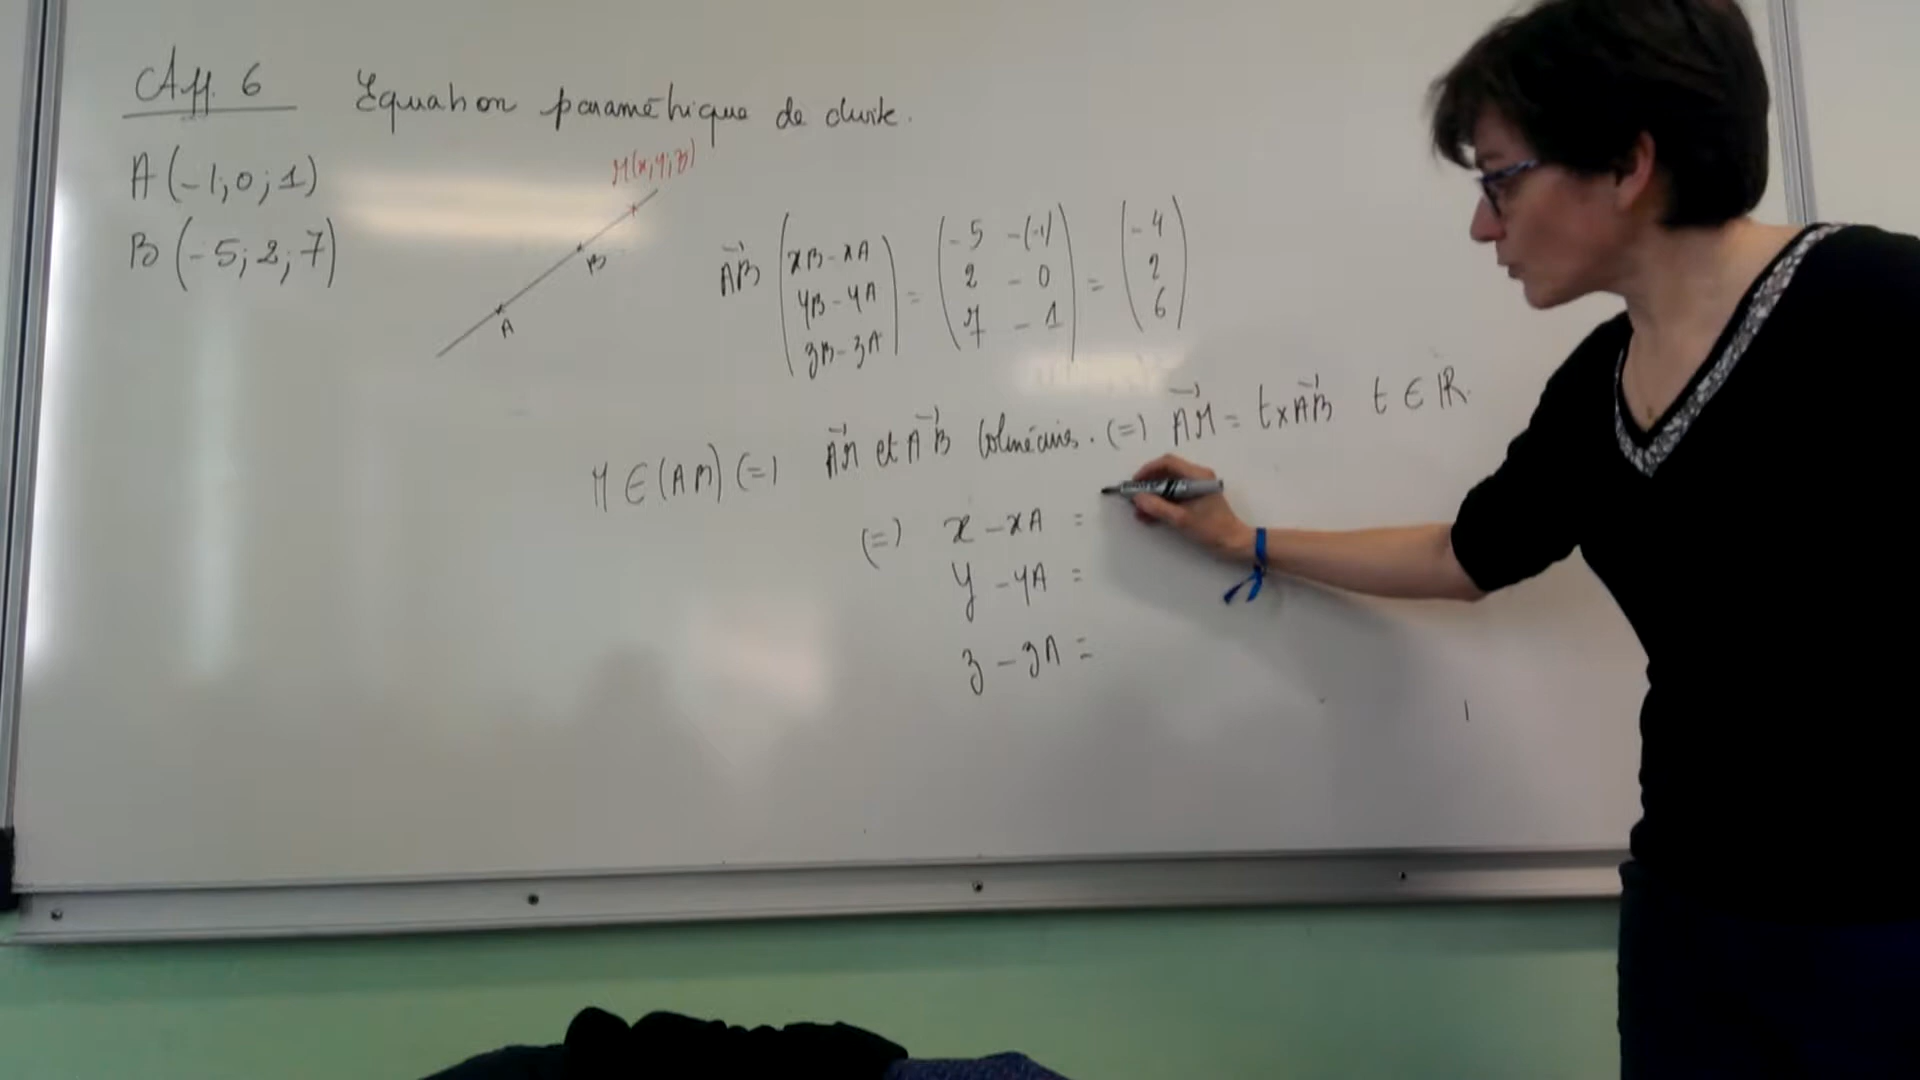 Aff. 6 Equation paramétrique de droite.
A (-1; 0; 1)
B (-5; 2; 7)
M(x; y; z)
B
A
AB (xB - xA = (-5 - (-1) = (-4
yB - yA 2 - 0 2
zB - zA) 7 - 1) 6)
M ∈ (AB) (=) AM et AB colinéaires. (=) AM = t x AB t ∈ IR.
(=) x - xA =
y - yA =
z - zA =